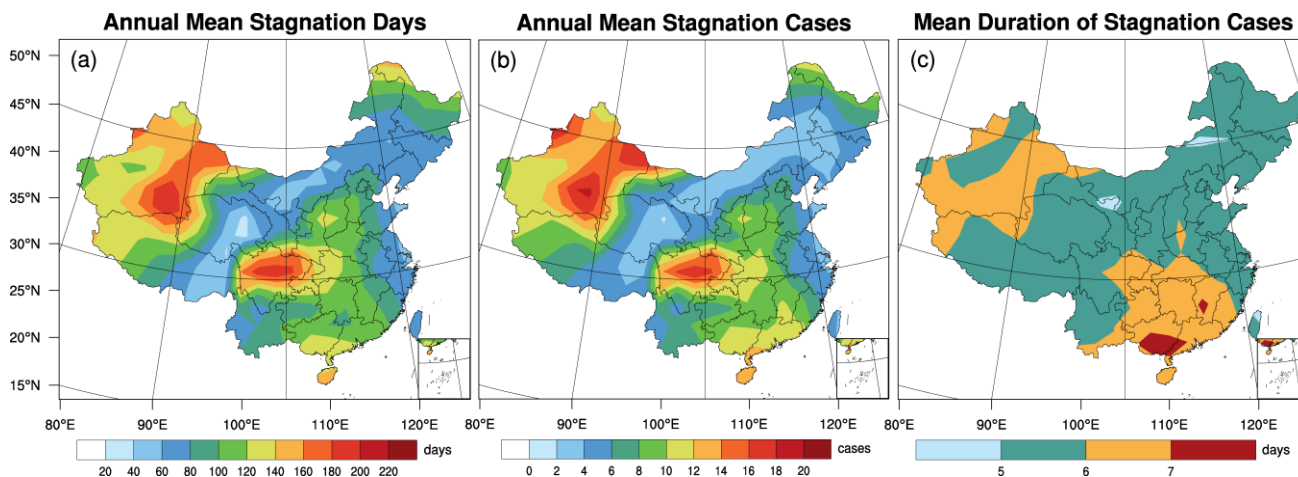 Annual Mean Stagnation Days
Annual Mean Stagnation Cases
Mean Duration of Stagnation Cases
(a)
(b)
(c)
50°N
45°N
40°N
35°N
30°N
25°N
20°N
15°N
80°E 90°E 100°E 110°E 120°E
80°E 90°E 100°E 110°E 120°E
80°E 90°E 100°E 110°E 120°E
days
20 40 60 80 100 120 140 160 180 200 220
cases
0 2 4 6 8 10 12 14 16 18 20
days
5 6 7